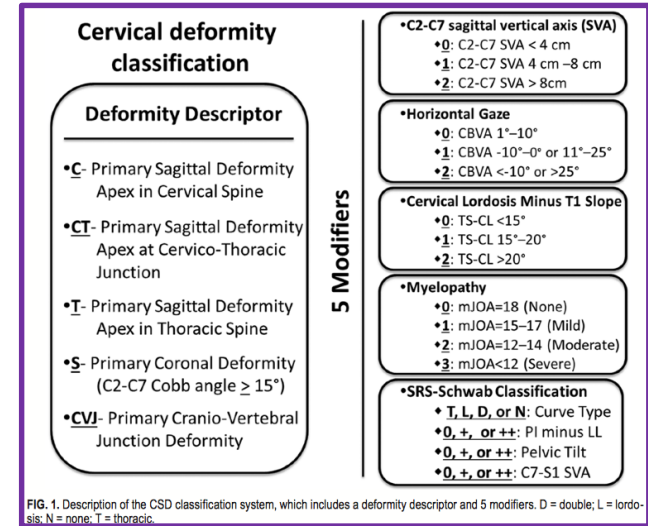 Cervical deformity
classification
Deformity Descriptor
•C- Primary Sagittal Deformity
Apex in Cervical Spine
•CT- Primary Sagittal Deformity
Apex at Cervico-Thoracic
Junction
•T- Primary Sagittal Deformity
Apex in Thoracic Spine
•S- Primary Coronal Deformity
(C2-C7 Cobb angle ≥ 15°)
•CVJ- Primary Cranio-Vertebral
Junction Deformity
5 Modifiers
•C2-C7 sagittal vertical axis (SVA)
◆0: C2-C7 SVA < 4 cm
◆1: C2-C7 SVA 4 cm –8 cm
◆2: C2-C7 SVA > 8cm
•Horizontal Gaze
◆0: CBVA 1°–10°
◆1: CBVA -10°–0° or 11°–25°
◆2: CBVA <-10° or >25°
•Cervical Lordosis Minus T1 Slope
◆0: TS-CL <15°
◆1: TS-CL 15°–20°
◆2: TS-CL >20°
•Myelopathy
◆0: mJOA=18 (None)
◆1: mJOA=15–17 (Mild)
◆2: mJOA=12–14 (Moderate)
◆3: mJOA<12 (Severe)
•SRS-Schwab Classification
◆ T, L, D, or N: Curve Type
◆0, +, or ++: PI minus LL
◆0, +, or ++: Pelvic Tilt
◆0, +, or ++: C7-S1 SVA
FIG. 1. Description of the CSD classification system, which includes a deformity descriptor and 5 modifiers. D = double; L = lordo-
sis; N = none; T = thoracic.